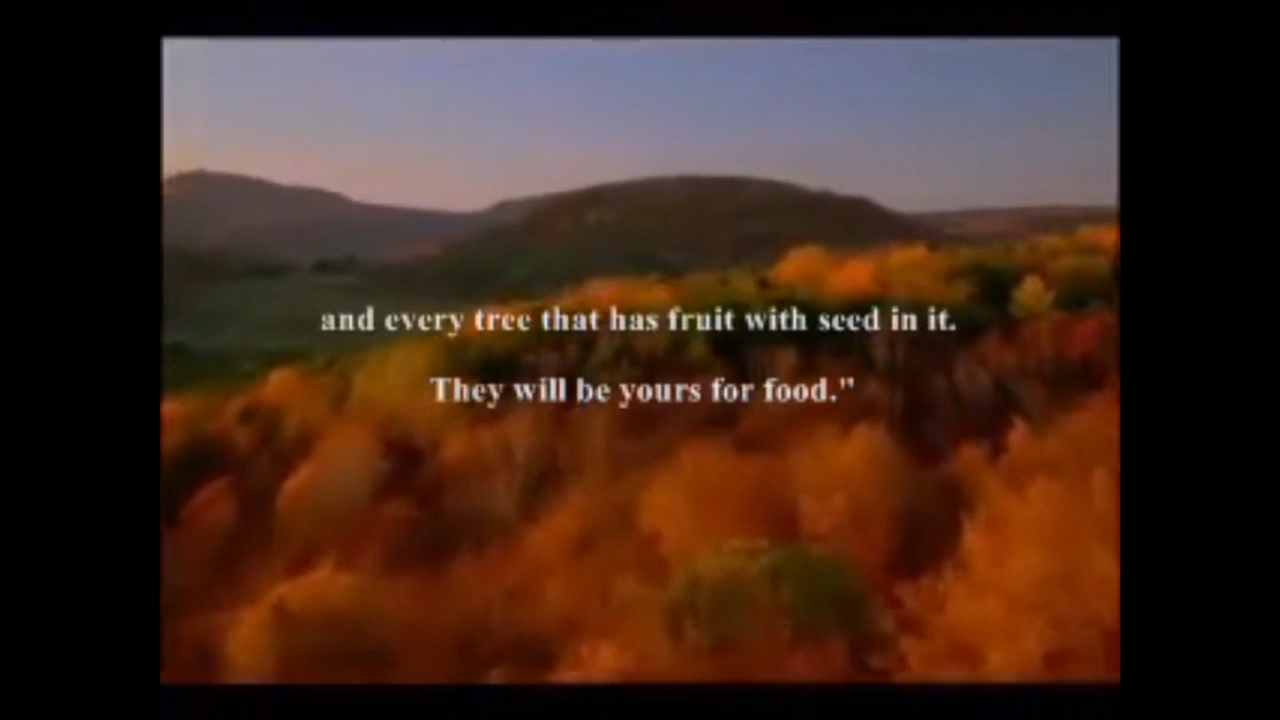 and every tree that has fruit with seed in it.
They will be yours for food."